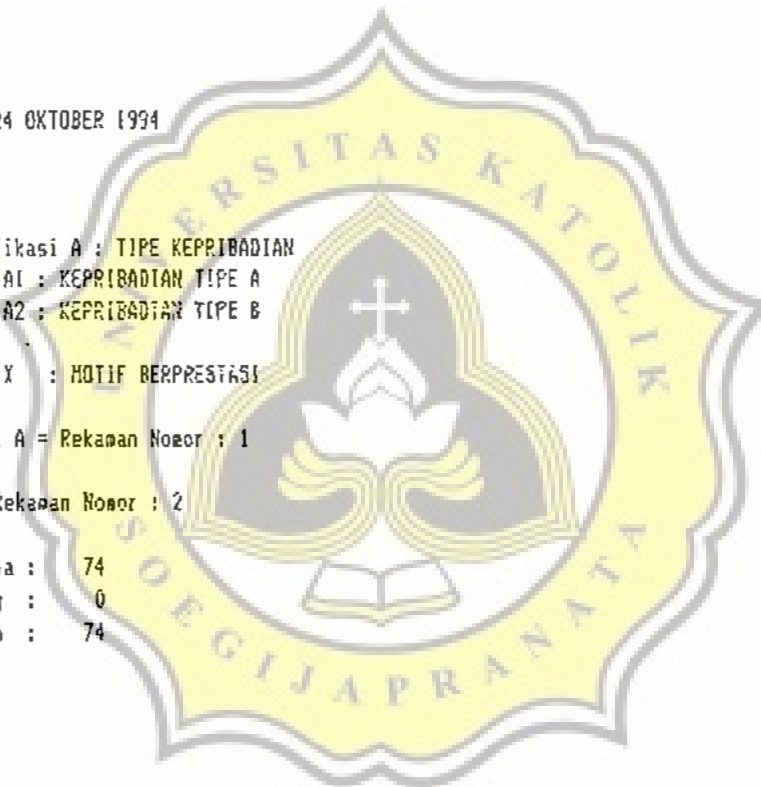 24 OKTOBER 1994
UNIVERSITAS KATOLIK
ikasi A : TIPE KEPRIBADIAN
A1 : KEPRIBADIAN TIPE A
A2 : KEPRIBADIAN TIPE B
X : MOTIF BERPRESTASI
A = Rekaman Nomor : 1
Rekaman Nomor : 2
a : 74
: 0
: 74
SOEGIJAPRANATA